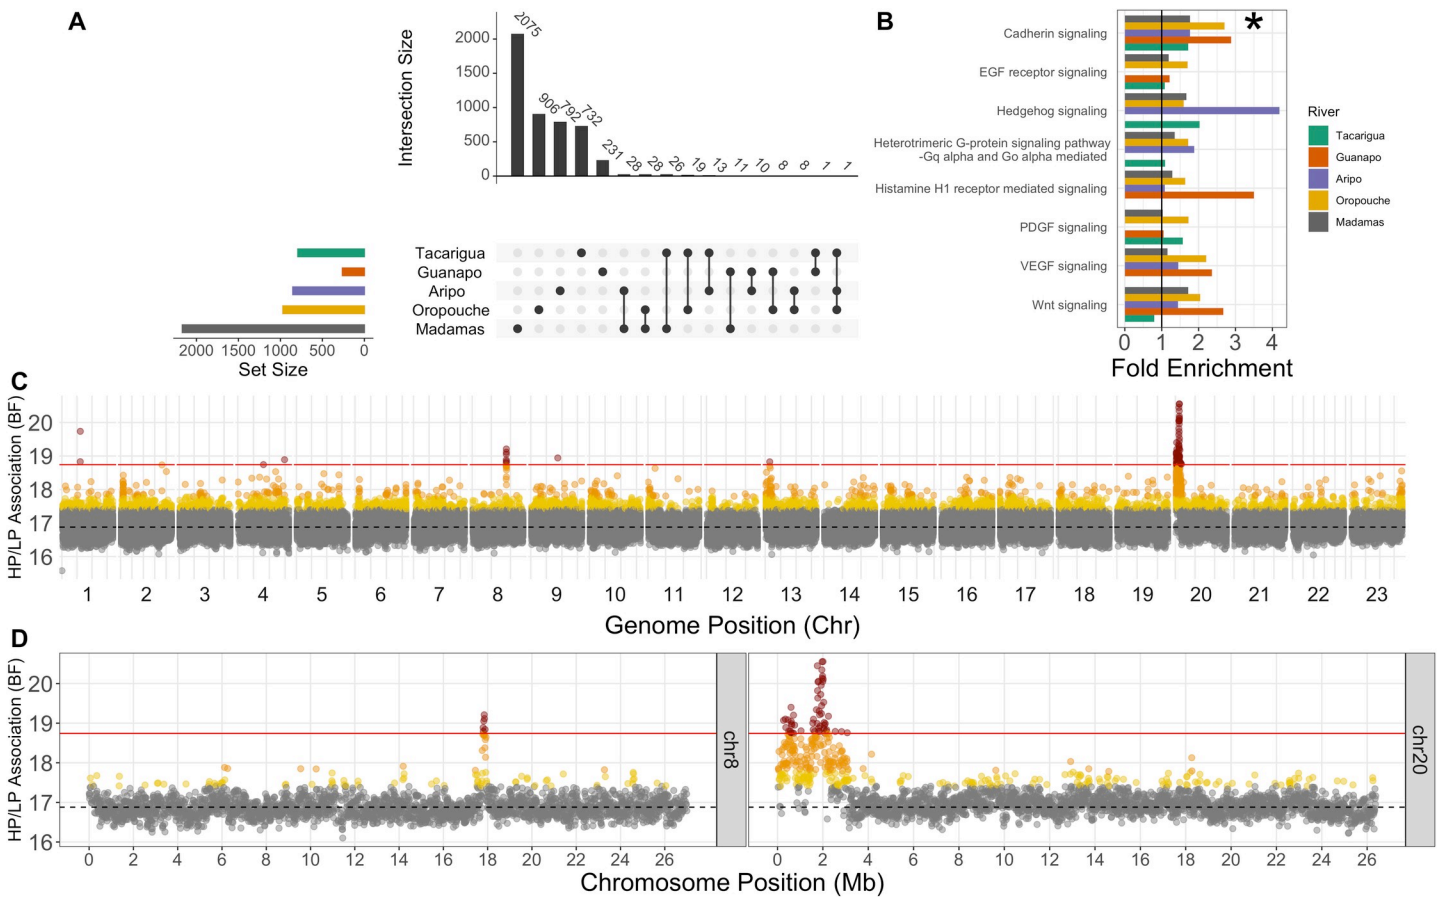 A
Intersection Size
2000
1500
1000
500
0
2075
906
792
732
231
28
28
26
19
13
11
10
8
8
1
1
Tacarigua
Guanapo
Aripo
Oropouche
Madamas
2000 1500 1000 500 0
Set Size
B
*
Cadherin signaling
EGF receptor signaling
Hedgehog signaling
Heterotrimeric G-protein signaling pathway
-Gq alpha and Go alpha mediated
Histamine H1 receptor mediated signaling
PDGF signaling
VEGF signaling
Wnt signaling
0 1 2 3 4
Fold Enrichment
River
Tacarigua
Guanapo
Aripo
Oropouche
Madamas
C
HP/LP Association (BF)
20
19
18
17
16
1 2 3 4 5 6 7 8 9 10 11 12 13 14 15 16 17 18 19 20 21 22 23
Genome Position (Chr)
D
HP/LP Association (BF)
20
19
18
17
16
chr8
chr20
0 2 4 6 8 10 12 14 16 18 20 22 24 26 0 2 4 6 8 10 12 14 16 18 20 22 24 26
Chromosome Position (Mb)